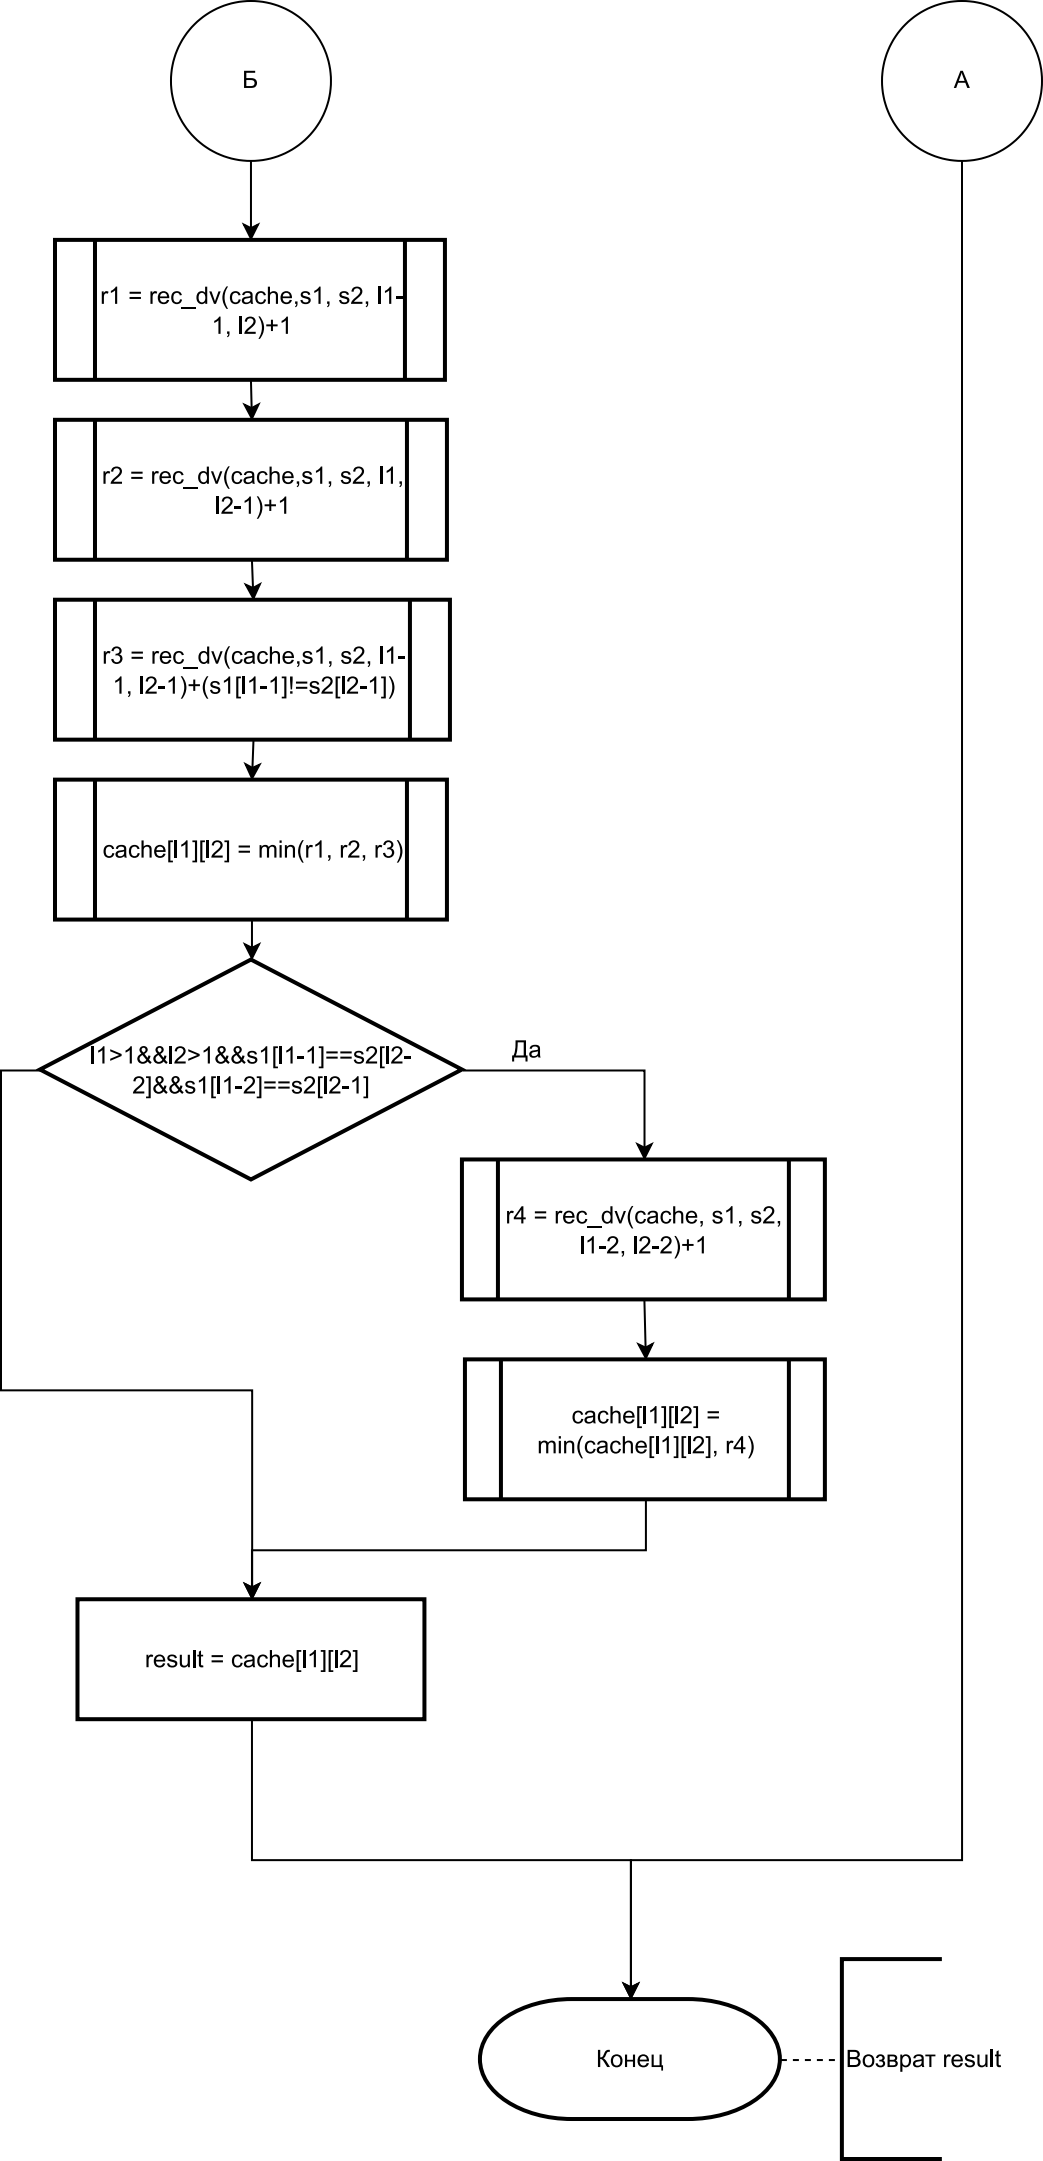 Б
А
r1 = rec_dv(cache,s1, s2, l1-
1, l2)+1
r2 = rec_dv(cache,s1, s2, l1,
l2-1)+1
r3 = rec_dv(cache,s1, s2, l1-
1, l2-1)+(s1[l1-1]!=s2[l2-1])
cache[l1][l2] = min(r1, r2, r3)
l1>1&&l2>1&&s1[l1-1]==s2[l2-
2]&&s1[l1-2]==s2[l2-1]
Да
r4 = rec_dv(cache, s1, s2,
l1-2, l2-2)+1
cache[l1][l2] =
min(cache[l1][l2], r4)
result = cache[l1][l2]
Конец
Возврат result